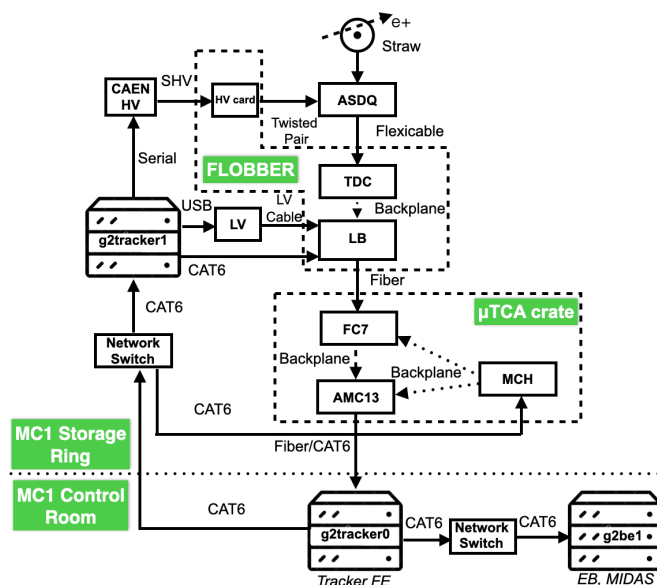 e+
Straw
SHV
CAEN
HV
HV card
ASDQ
Twisted
Pair
Flexicable
Serial
FLOBBER
TDC
USB
LV
Cable
Backplane
LV
LB
g2tracker1
CAT6
Fiber
CAT6
µTCA crate
FC7
Network
Switch
Backplane
Backplane
MCH
AMC13
CAT6
MC1 Storage
Ring
Fiber/CAT6
MC1 Control
Room
CAT6
CAT6
CAT6
g2tracker0
Network
Switch
g2be1
Tracker FE
EB, MIDAS